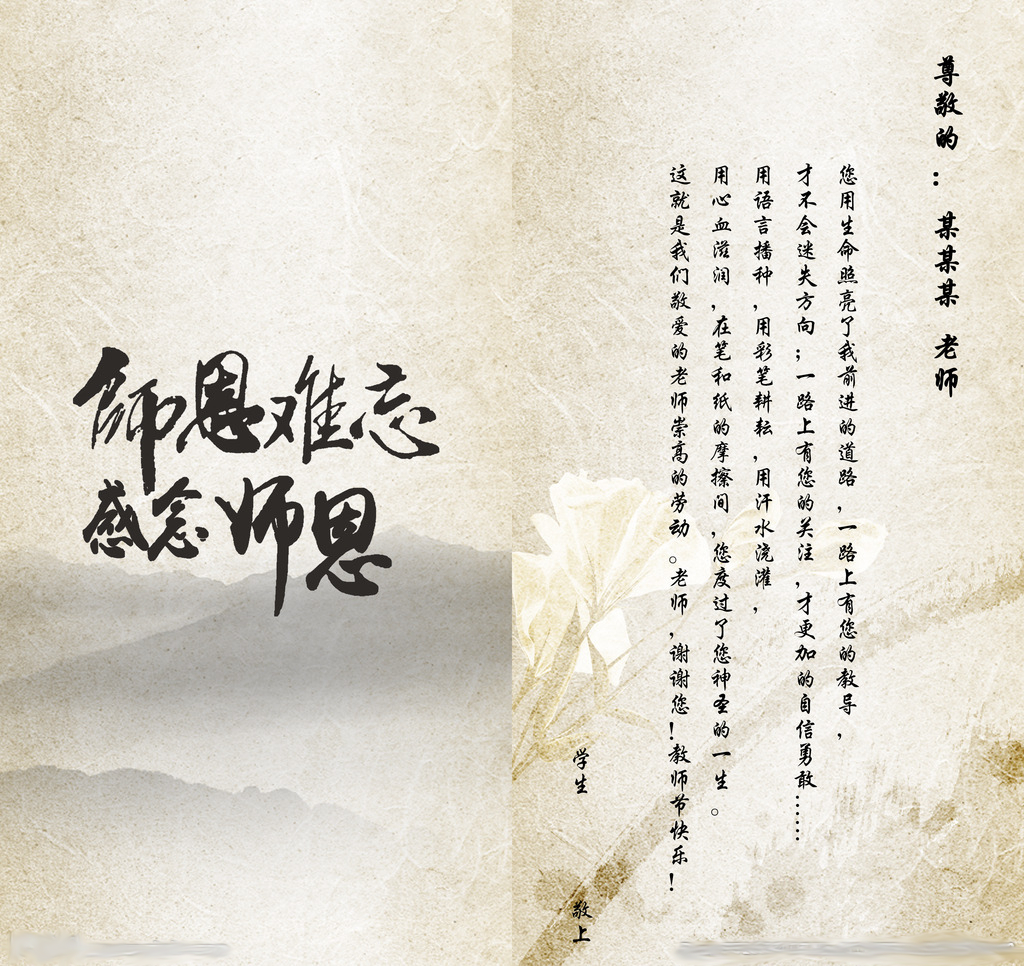 師恩难忘
感念师恩
尊敬的：某某某 老师
您用生命照亮了我前进的道路，一路上有您的教导，
才不会迷失方向；一路上有您的关注，才更加的自信勇敢……
用语言播种，用彩笔耕耘，用汗水浇灌，
用心血滋润，在笔和纸的摩擦间，您度过了您神圣的一生。
这就是我们敬爱的老师崇高的劳动。老师，谢谢您！教师节快乐！
学生 敬上